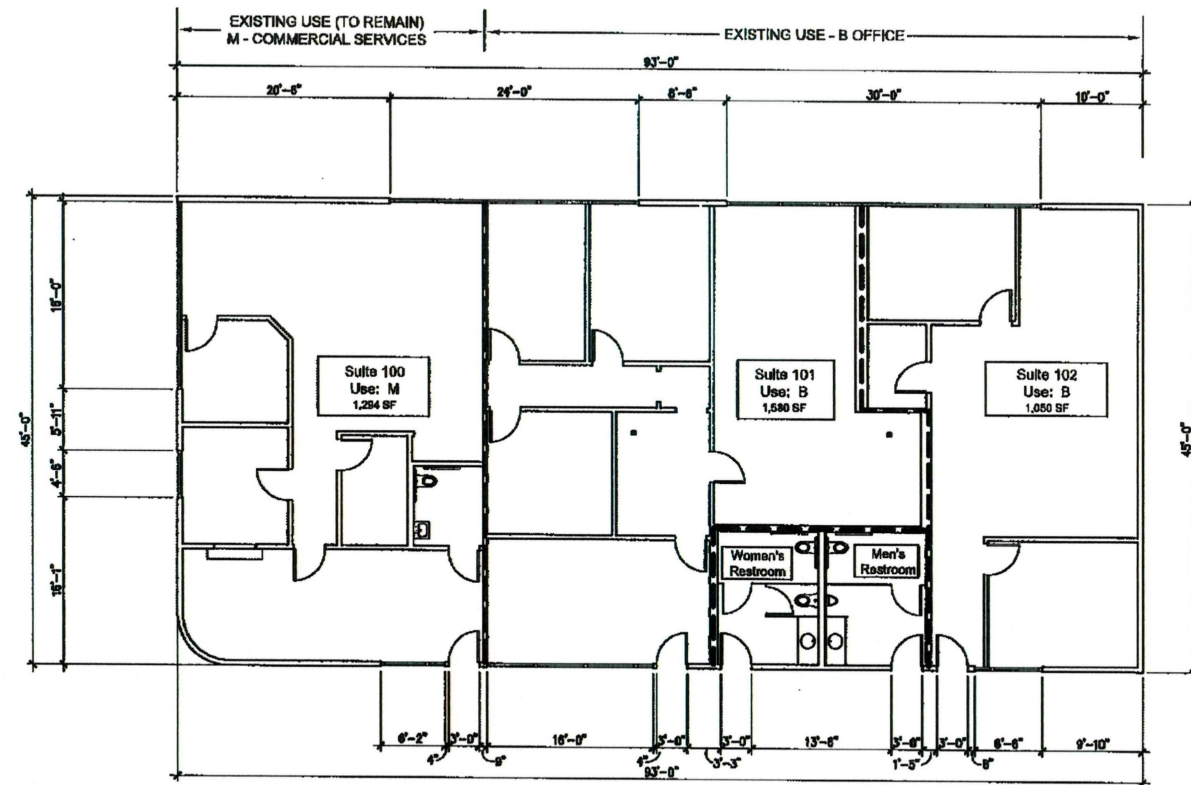 EXISTING USE (TO REMAIN)
M - COMMERCIAL SERVICES
EXISTING USE - B OFFICE
93'-0"
20'-6"
24'-0"
8'-6"
30'-0"
10'-0"
45'-0"
18'-0"
5'-11"
4'-6"
16'-1"
45'-0"
Suite 100
Use: M
1,294 SF
Suite 101
Use: B
1,580 SF
Suite 102
Use: B
1,050 SF
Women's
Restroom
Men's
Restroom
6'-2"
4"
3'-0"
9"
16'-0"
4"
3'-0"
3'-3"
3'-0"
13'-6"
3'-0"
1'-5"
3'-0"
8"
6'-6"
9'-10"
93'-0"